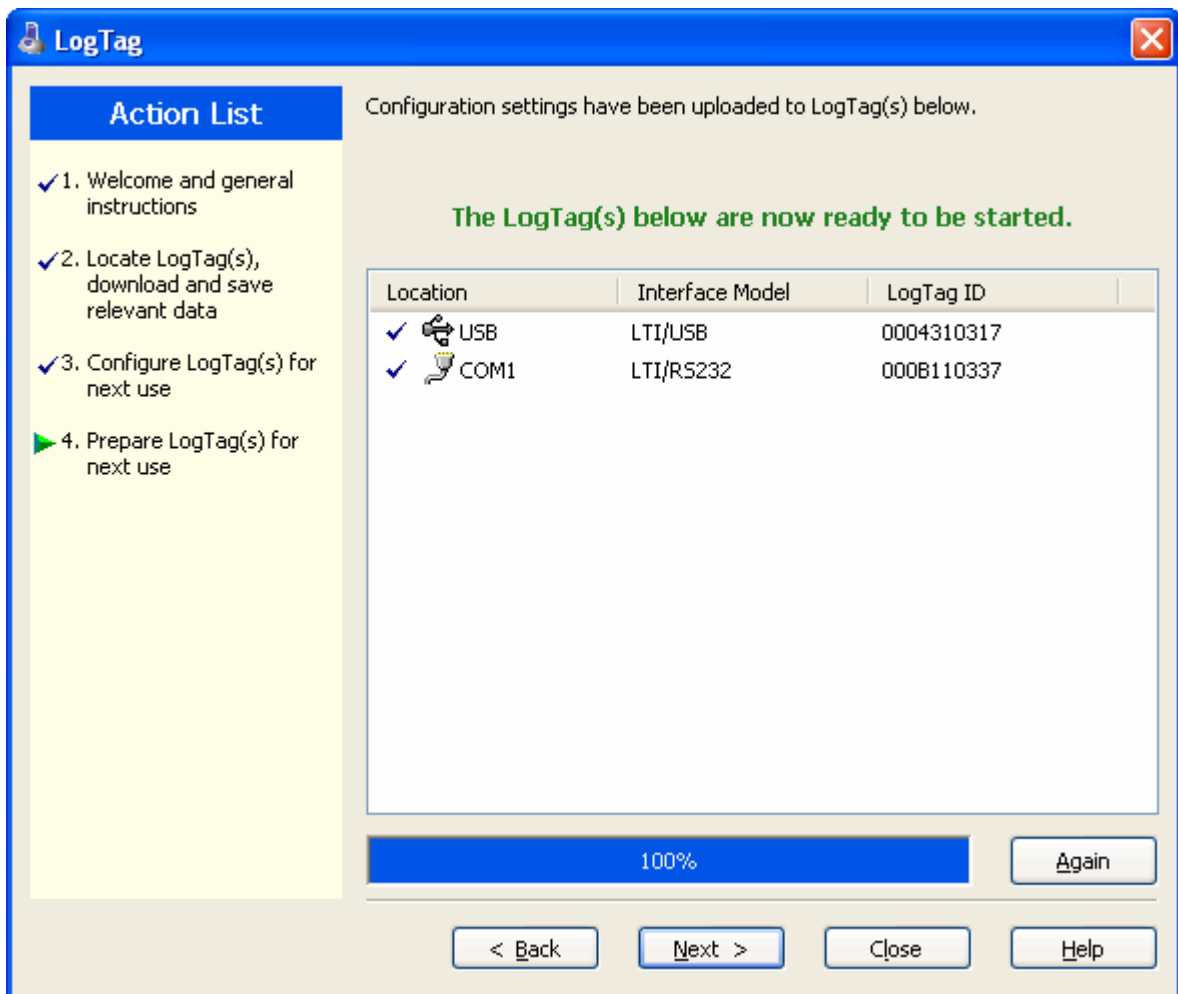 LogTag
Action List
1. Welcome and general
instructions
2. Locate LogTag(s),
download and save
relevant data
3. Configure LogTag(s) for
next use
4. Prepare LogTag(s) for
next use
Configuration settings have been uploaded to LogTag(s) below.
The LogTag(s) below are now ready to be started.
Location Interface Model LogTag ID
USB LTI/USB 0004310317
COM1 LTI/RS232 000B110337
100% Again
< Back Next > Close Help